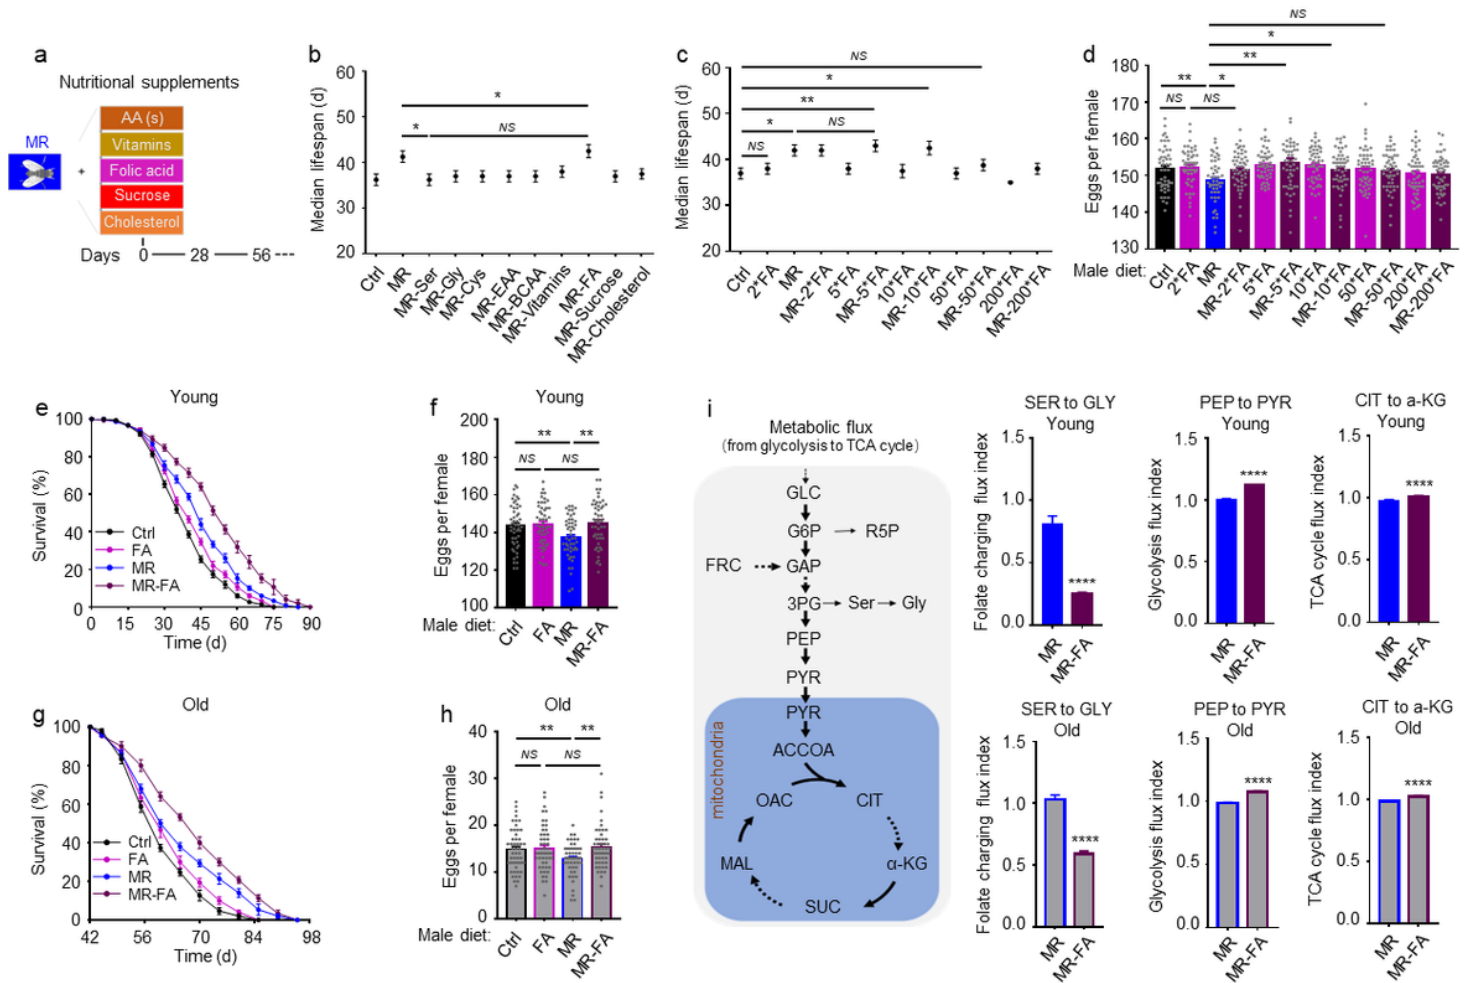 a
Nutritional supplements
MR
+
AA (s)
Vitamins
Folic acid
Sucrose
Cholesterol
Days 0 28 56
b
Median lifespan (d)
60
50
40
30
20
*
* NS
Ctrl
MR
MR-Ser
MR-Gly
MR-Cys
MR-EAA
MR-BCAA
MR-Vitamins
MR-FA
MR-Sucrose
MR-Cholesterol
c
Median lifespan (d)
60
50
40
30
20
NS
*
**
* NS
NS
Ctrl
2*FA
MR
MR-2*FA
5*FA
MR-5*FA
10*FA
MR-10*FA
50*FA
MR-50*FA
200*FA
MR-200*FA
d
Eggs per female
180
170
160
150
140
130
NS
*
**
** *
NS NS
Male diet:
Ctrl
2*FA
MR
MR-2*FA
5*FA
MR-5*FA
10*FA
MR-10*FA
50*FA
MR-50*FA
200*FA
MR-200*FA
e
Young
Survival (%)
100
80
60
40
20
0
Ctrl
FA
MR
MR-FA
0 15 30 45 60 75 90
Time (d)
f
Young
Eggs per female
200
180
160
140
120
100
** **
NS NS
Male diet:
Ctrl
FA
MR
MR-FA
g
Old
Survival (%)
100
80
60
40
20
0
Ctrl
FA
MR
MR-FA
42 56 70 84 98
Time (d)
h
Old
Eggs per female
40
30
20
10
0
** **
NS NS
Male diet:
Ctrl
FA
MR
MR-FA
i
Metabolic flux
(from glycolysis to TCA cycle)
GLC
G6P R5P
FRC GAP
3PG Ser Gly
PEP
PYR
mitochondria
PYR
ACCOA
OAC CIT
MAL α-KG
SUC
SER to GLY
Young
Folate charging flux index
1.5
1.0
0.5
0.0
****
MR
MR-FA
PEP to PYR
Young
Glycolysis flux index
1.5
1.0
0.5
0.0
****
MR
MR-FA
CIT to a-KG
Young
TCA cycle flux index
1.5
1.0
0.5
0.0
****
MR
MR-FA
SER to GLY
Old
Folate charging flux index
1.5
1.0
0.5
0.0
****
MR
MR-FA
PEP to PYR
Old
Glycolysis flux index
1.5
1.0
0.5
0.0
****
MR
MR-FA
CIT to a-KG
Old
TCA cycle flux index
1.5
1.0
0.5
0.0
****
MR
MR-FA